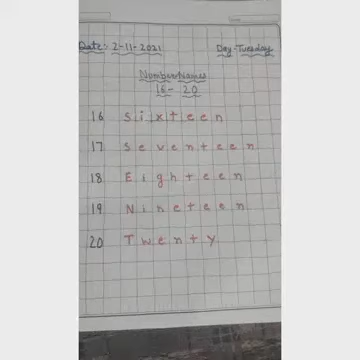 Date: 2-11-2021 Day-Tuesday
Number Names
16 - 20
16 Siixteen
17 Seventeen
18 Eighteen
19 Nineteen
20 Twenty